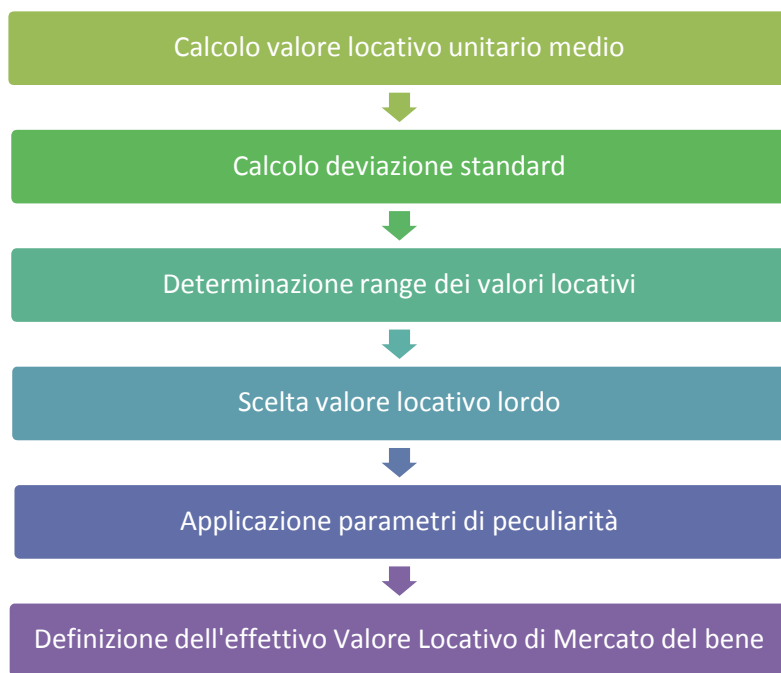 Calcolo valore locativo unitario medio
Calcolo deviazione standard
Determinazione range dei valori locativi
Scelta valore locativo lordo
Applicazione parametri di peculiarità
Definizione dell'effettivo Valore Locativo di Mercato del bene